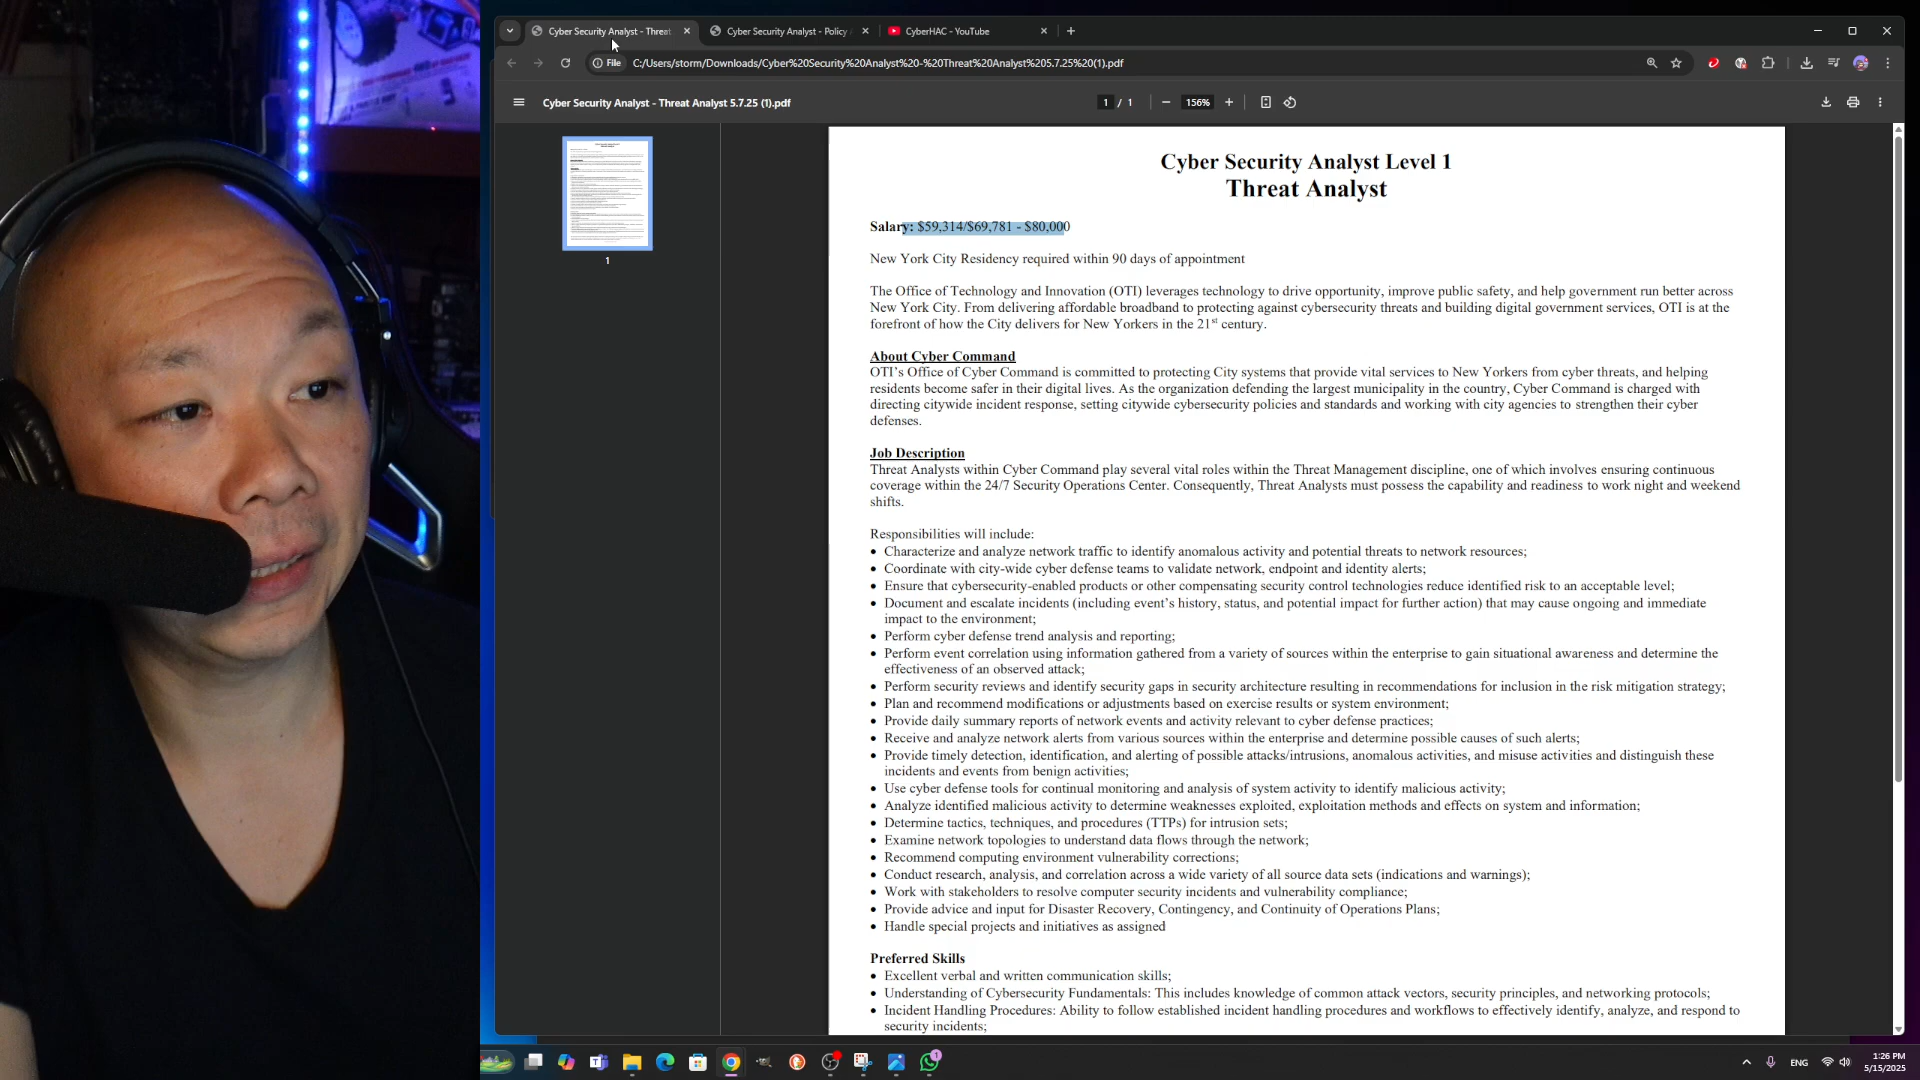 Cyber Security Analyst - Threat
Cyber Security Analyst - Policy
CyberHAC - YouTube
File
C:/Users/storm/Downloads/Cyber%20Security%20Analyst%20-%20Threat%20Analyst%205.7.25%20(1).pdf
Cyber Security Analyst - Threat Analyst 5.7.25 (1).pdf
1 / 1
156%
Cyber Security Analyst Level 1
Threat Analyst
Salary: $59,314/$69,781 - $80,000
New York City Residency required within 90 days of appointment
The Office of Technology and Innovation (OTI) leverages technology to drive opportunity, improve public safety, and help government run better across
New York City. From delivering affordable broadband to protecting against cybersecurity threats and building digital government services, OTI is at the
forefront of how the City delivers for New Yorkers in the 21st century.
About Cyber Command
OTI's Office of Cyber Command is committed to protecting City systems that provide vital services to New Yorkers from cyber threats, and helping
residents become safer in their digital lives. As the organization defending the largest municipality in the country, Cyber Command is charged with
directing citywide incident response, setting citywide cybersecurity policies and standards and working with city agencies to strengthen their cyber
defenses.
Job Description
Threat Analysts within Cyber Command play several vital roles within the Threat Management discipline, one of which involves ensuring continuous
coverage within the 24/7 Security Operations Center. Consequently, Threat Analysts must possess the capability and readiness to work night and weekend
shifts.
Responsibilities will include:
• Characterize and analyze network traffic to identify anomalous activity and potential threats to network resources;
• Coordinate with city-wide cyber defense teams to validate network, endpoint and identity alerts;
• Ensure that cybersecurity-enabled products or other compensating security control technologies reduce identified risk to an acceptable level;
• Document and escalate incidents (including event's history, status, and potential impact for further action) that may cause ongoing and immediate
impact to the environment;
• Perform cyber defense trend analysis and reporting;
• Perform event correlation using information gathered from a variety of sources within the enterprise to gain situational awareness and determine the
effectiveness of an observed attack;
• Perform security reviews and identify security gaps in security architecture resulting in recommendations for inclusion in the risk mitigation strategy;
• Plan and recommend modifications or adjustments based on exercise results or system environment;
• Provide daily summary reports of network events and activity relevant to cyber defense practices;
• Receive and analyze network alerts from various sources within the enterprise and determine possible causes of such alerts;
• Provide timely detection, identification, and alerting of possible attacks/intrusions, anomalous activities, and misuse activities and distinguish these
incidents and events from benign activities;
• Use cyber defense tools for continual monitoring and analysis of system activity to identify malicious activity;
• Analyze identified malicious activity to determine weaknesses exploited, exploitation methods and effects on system and information;
• Determine tactics, techniques, and procedures (TTPs) for intrusion sets;
• Examine network topologies to understand data flows through the network;
• Recommend computing environment vulnerability corrections;
• Conduct research, analysis, and correlation across a wide variety of all source data sets (indications and warnings);
• Work with stakeholders to resolve computer security incidents and vulnerability compliance;
• Provide advice and input for Disaster Recovery, Contingency, and Continuity of Operations Plans;
• Handle special projects and initiatives as assigned
Preferred Skills
• Excellent verbal and written communication skills;
• Understanding of Cybersecurity Fundamentals: This includes knowledge of common attack vectors, security principles, and networking protocols;
• Incident Handling Procedures: Ability to follow established incident handling procedures and workflows to effectively identify, analyze, and respond to
security incidents;
1
ENG
1:26 PM
5/15/2025